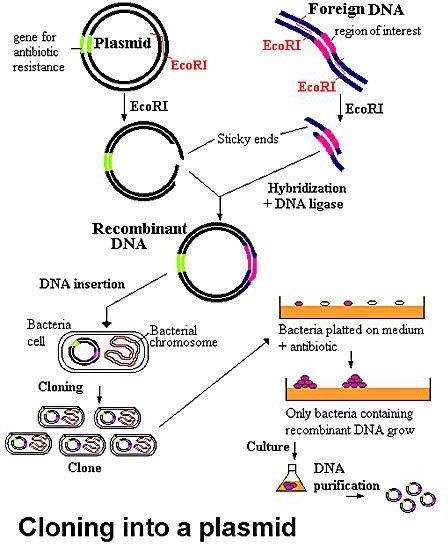 gene for
antibiotic
resistance
Plasmid
EcoRI
Foreign DNA
region of interest
EcoRI
EcoRI
EcoRI
EcoRI
Sticky ends
Hybridization
+ DNA ligase
Recombinant
DNA
DNA insertion
Bacteria
cell
Bacterial
chromosome
Cloning
Clone
Bacteria platted on medium
+ antibiotic
Only bacteria containing
recombinant DNA grow
Culture
DNA
purification
Cloning into a plasmid